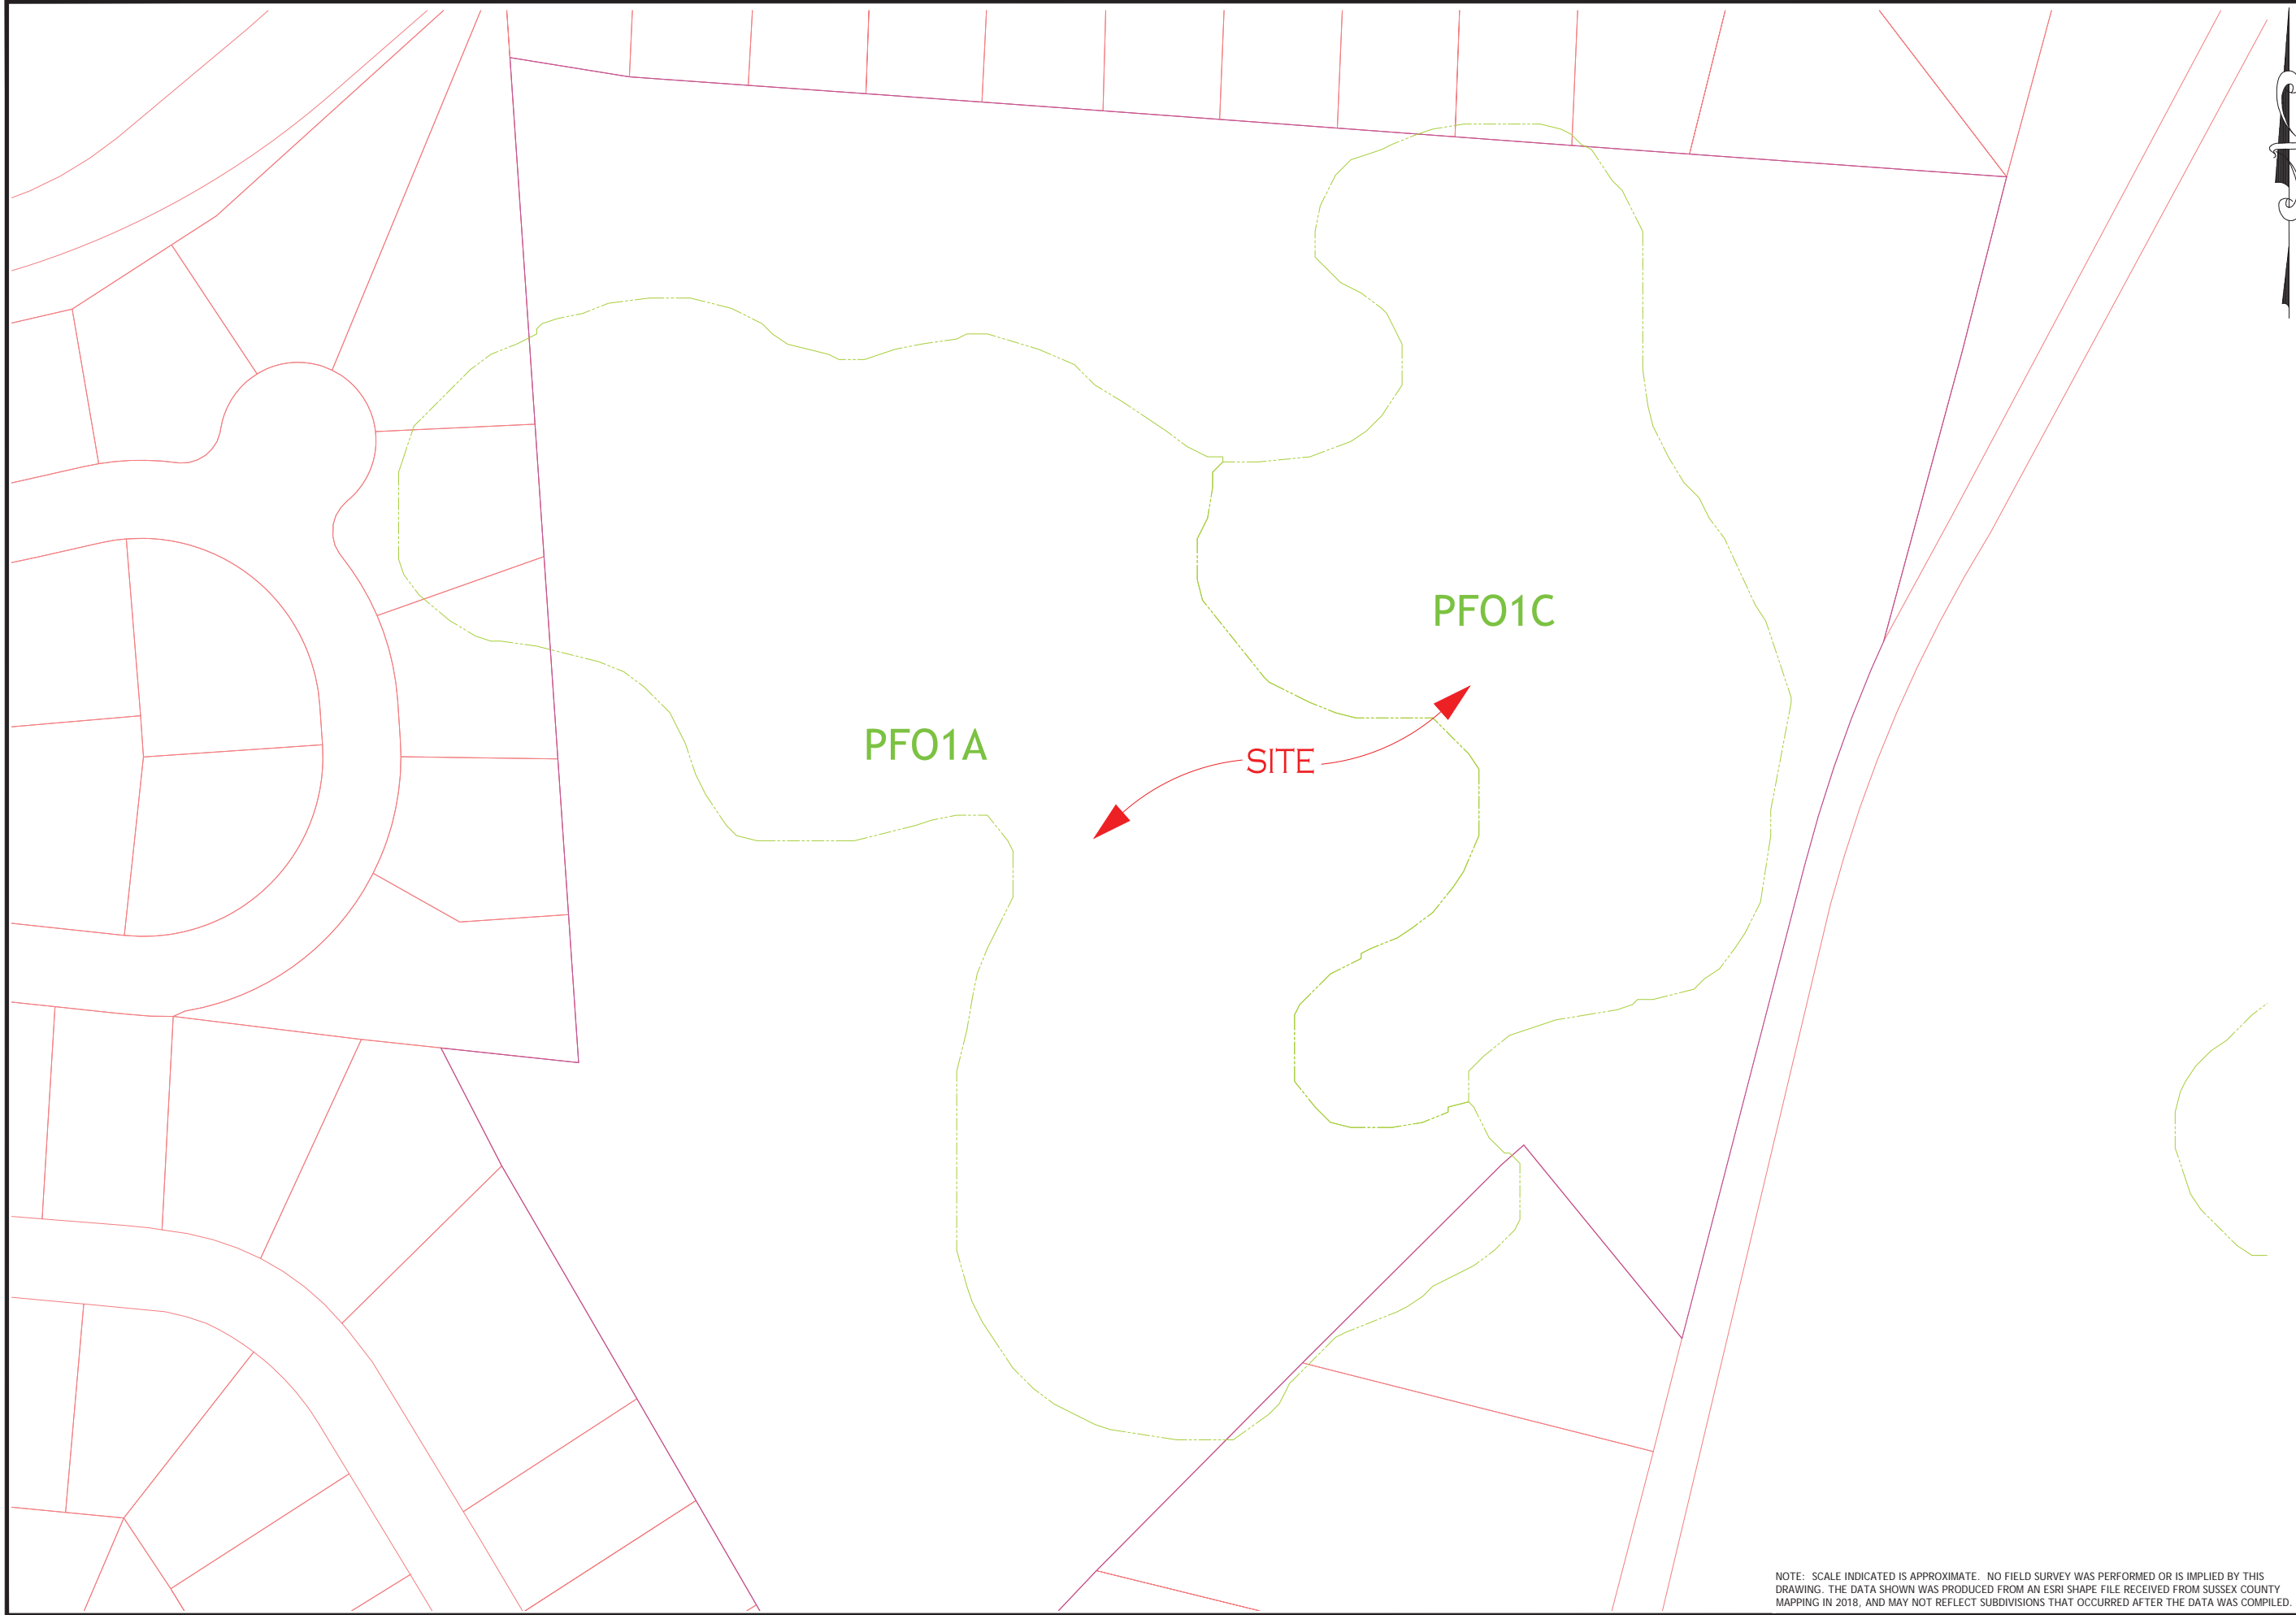 PFO1C
PFO1A
SITE
NOTE: SCALE INDICATED IS APPROXIMATE. NO FIELD SURVEY WAS PERFORMED OR IS IMPLIED BY THIS
DRAWING. THE DATA SHOWN WAS PRODUCED FROM AN ESRI SHAPE FILE RECEIVED FROM SUSSEX COUNTY
MAPPING IN 2018, AND MAY NOT REFLECT SUBDIVISIONS THAT OCCURRED AFTER THE DATA WAS COMPILED.